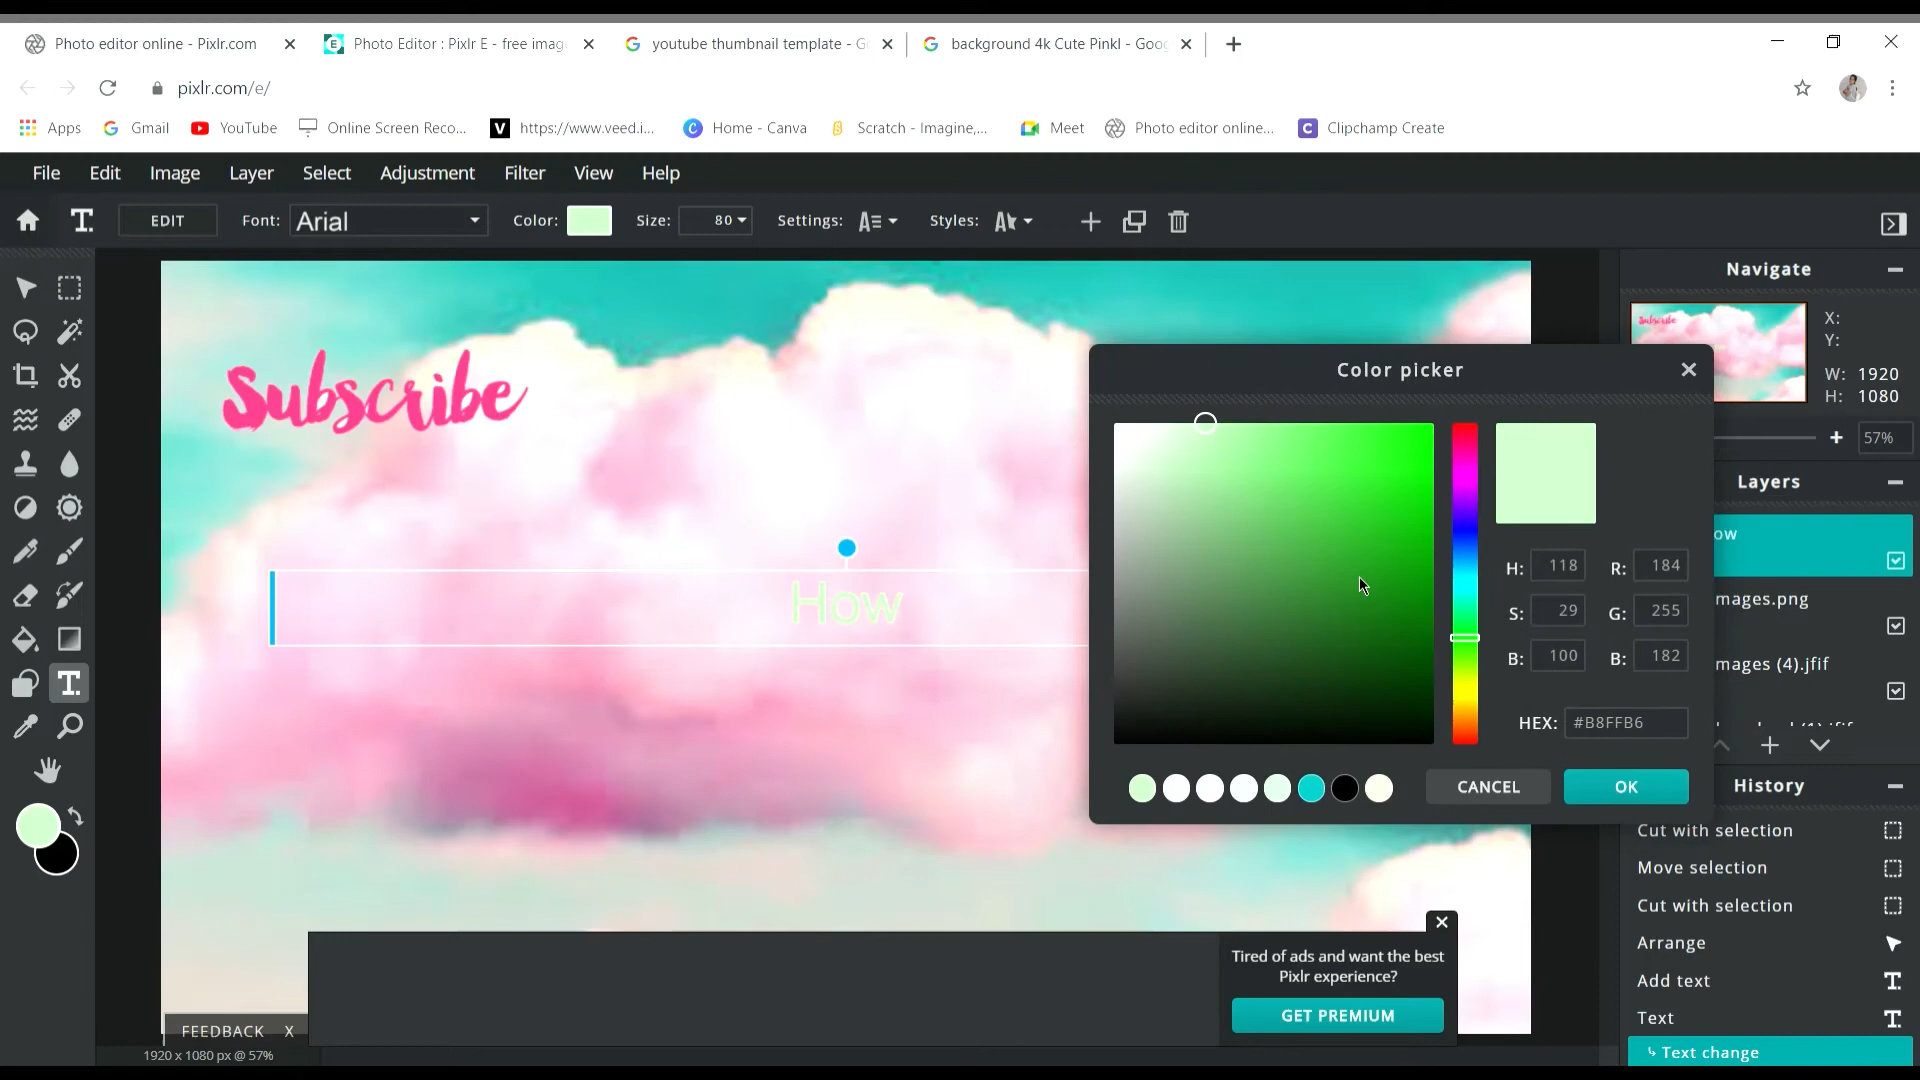 Photo editor online - Pixlr.com
Photo Editor : Pixlr E - free imag
youtube thumbnail template - G
background 4k Cute Pinkl - Goog
pixlr.com/e/
Apps
Gmail
YouTube
Online Screen Reco...
https://www.veed.i...
Home - Canva
Scratch - Imagine,...
Meet
Photo editor online...
Clipchamp Create
File Edit Image Layer Select Adjustment Filter View Help
EDIT Font: Arial Color: Size: 80 Settings: Styles:
Navigate
X:
Y:
W: 1920
H: 1080
57%
Subscribe
How
Color picker
H: 118 R: 184
S: 29 G: 255
B: 100 B: 182
HEX: #B8FFB6
CANCEL OK
Layers
ow
mages.png
mages (4).jfif
History
Cut with selection
Move selection
Cut with selection
Arrange
Add text
Text
Text change
Tired of ads and want the best
Pixlr experience?
GET PREMIUM
FEEDBACK X
1920 x 1080 px @ 57%